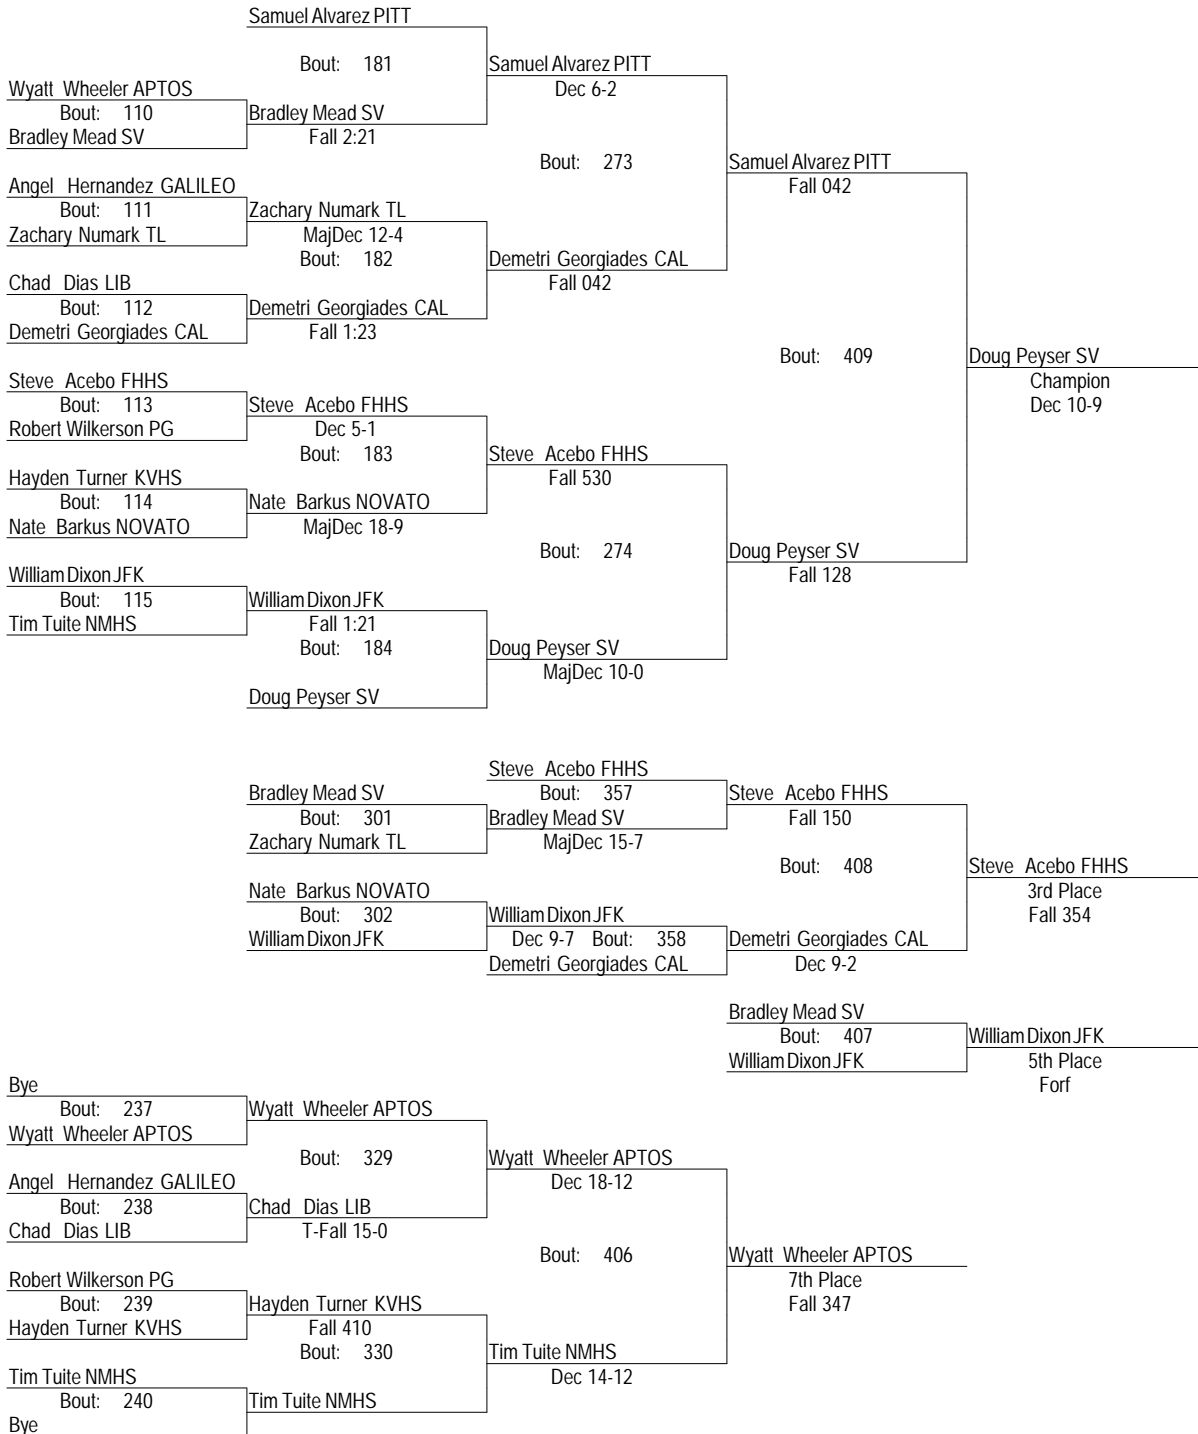 Samuel Alvarez PITT
Bout: 181
Samuel Alvarez PITT
Wyatt Wheeler APTOS
Dec 6-2
Bout: 110
Bradley Mead SV
Bradley Mead SV
Fall 2:21
Bout: 273
Samuel Alvarez PITT
Angel Hernandez GALILEO
Fall 042
Bout: 111
Zachary Numark TL
Zachary Numark TL
MajDec 12-4
Bout: 182
Demetri Georgiades CAL
Chad Dias LIB
Fall 042
Bout: 112
Demetri Georgiades CAL
Demetri Georgiades CAL
Fall 1:23
Bout: 409
Doug Peyser SV
Steve Acebo FHHS
Champion
Bout: 113
Steve Acebo FHHS
Dec 10-9
Robert Wilkerson PG
Dec 5-1
Bout: 183
Steve Acebo FHHS
Hayden Turner KVHS
Fall 530
Bout: 114
Nate Barkus NOVATO
Nate Barkus NOVATO
MajDec 18-9
Bout: 274
Doug Peyser SV
William Dixon JFK
Fall 128
Bout: 115
William Dixon JFK
Tim Tuite NMHS
Fall 1:21
Bout: 184
Doug Peyser SV
MajDec 10-0
Doug Peyser SV
Steve Acebo FHHS
Bradley Mead SV
Bout: 357
Steve Acebo FHHS
Bout: 301
Bradley Mead SV
Fall 150
Zachary Numark TL
MajDec 15-7
Bout: 408
Steve Acebo FHHS
Nate Barkus NOVATO
3rd Place
Bout: 302
William Dixon JFK
Fall 354
William Dixon JFK
Dec 9-7 Bout: 358
Demetri Georgiades CAL
Demetri Georgiades CAL
Dec 9-2
Bradley Mead SV
Bout: 407
William Dixon JFK
William Dixon JFK
5th Place
Bye
Forf
Bout: 237
Wyatt Wheeler APTOS
Wyatt Wheeler APTOS
Bout: 329
Wyatt Wheeler APTOS
Angel Hernandez GALILEO
Dec 18-12
Bout: 238
Chad Dias LIB
Chad Dias LIB
T-Fall 15-0
Bout: 406
Wyatt Wheeler APTOS
Robert Wilkerson PG
7th Place
Bout: 239
Hayden Turner KVHS
Fall 347
Hayden Turner KVHS
Fall 410
Bout: 330
Tim Tuite NMHS
Tim Tuite NMHS
Dec 14-12
Bout: 240
Tim Tuite NMHS
Bye